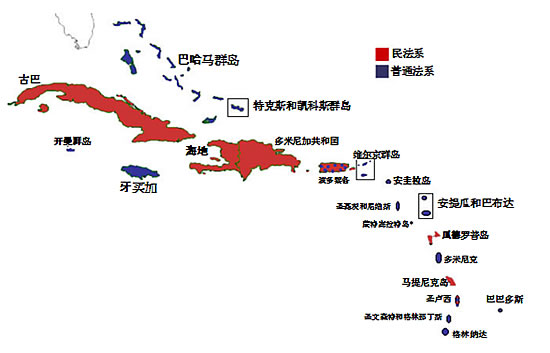 巴哈马群岛
民法系
普通法系
古巴
特克斯和凯科斯群岛
开曼群岛
海地
多米尼加共和国
维尔京群岛
牙买加
波多黎各
安圭拉岛
圣基茨和尼维斯
安提瓜和巴布达
蒙特塞拉特岛
瓜德罗普岛
多米尼克
马提尼克岛
圣卢西
巴巴多斯
圣文森特和格林那丁斯
格林纳达